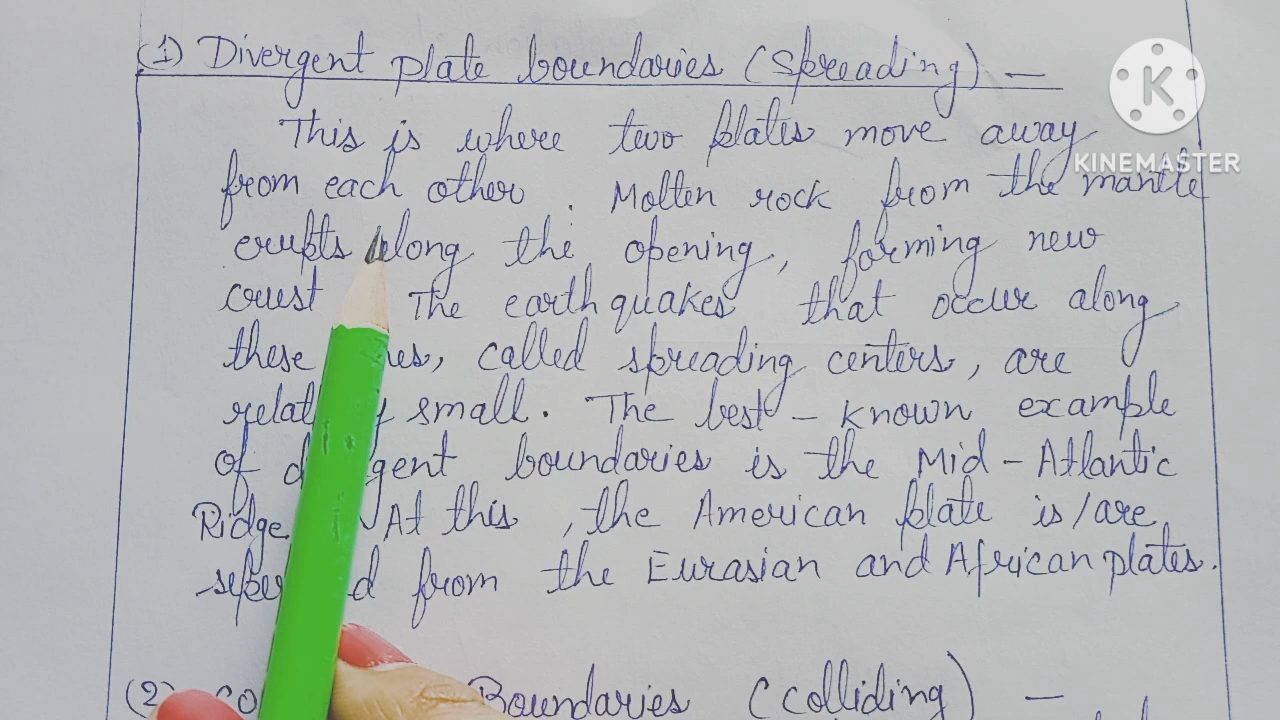 (1) Divergent plate boundaries (Spreading) —
This is where two plates move away
from each other. Molten rock from the mantle
erupts along the opening, forming new
crust The earthquakes that occur along
these called spreading centers, are
small. The best - known example
of boundaries is the Mid - Atlantic
Ridge. At this, the American plate is/are
from the Eurasian and African plates.
(2) Boundaries (colliding) —
K
KINEMASTER